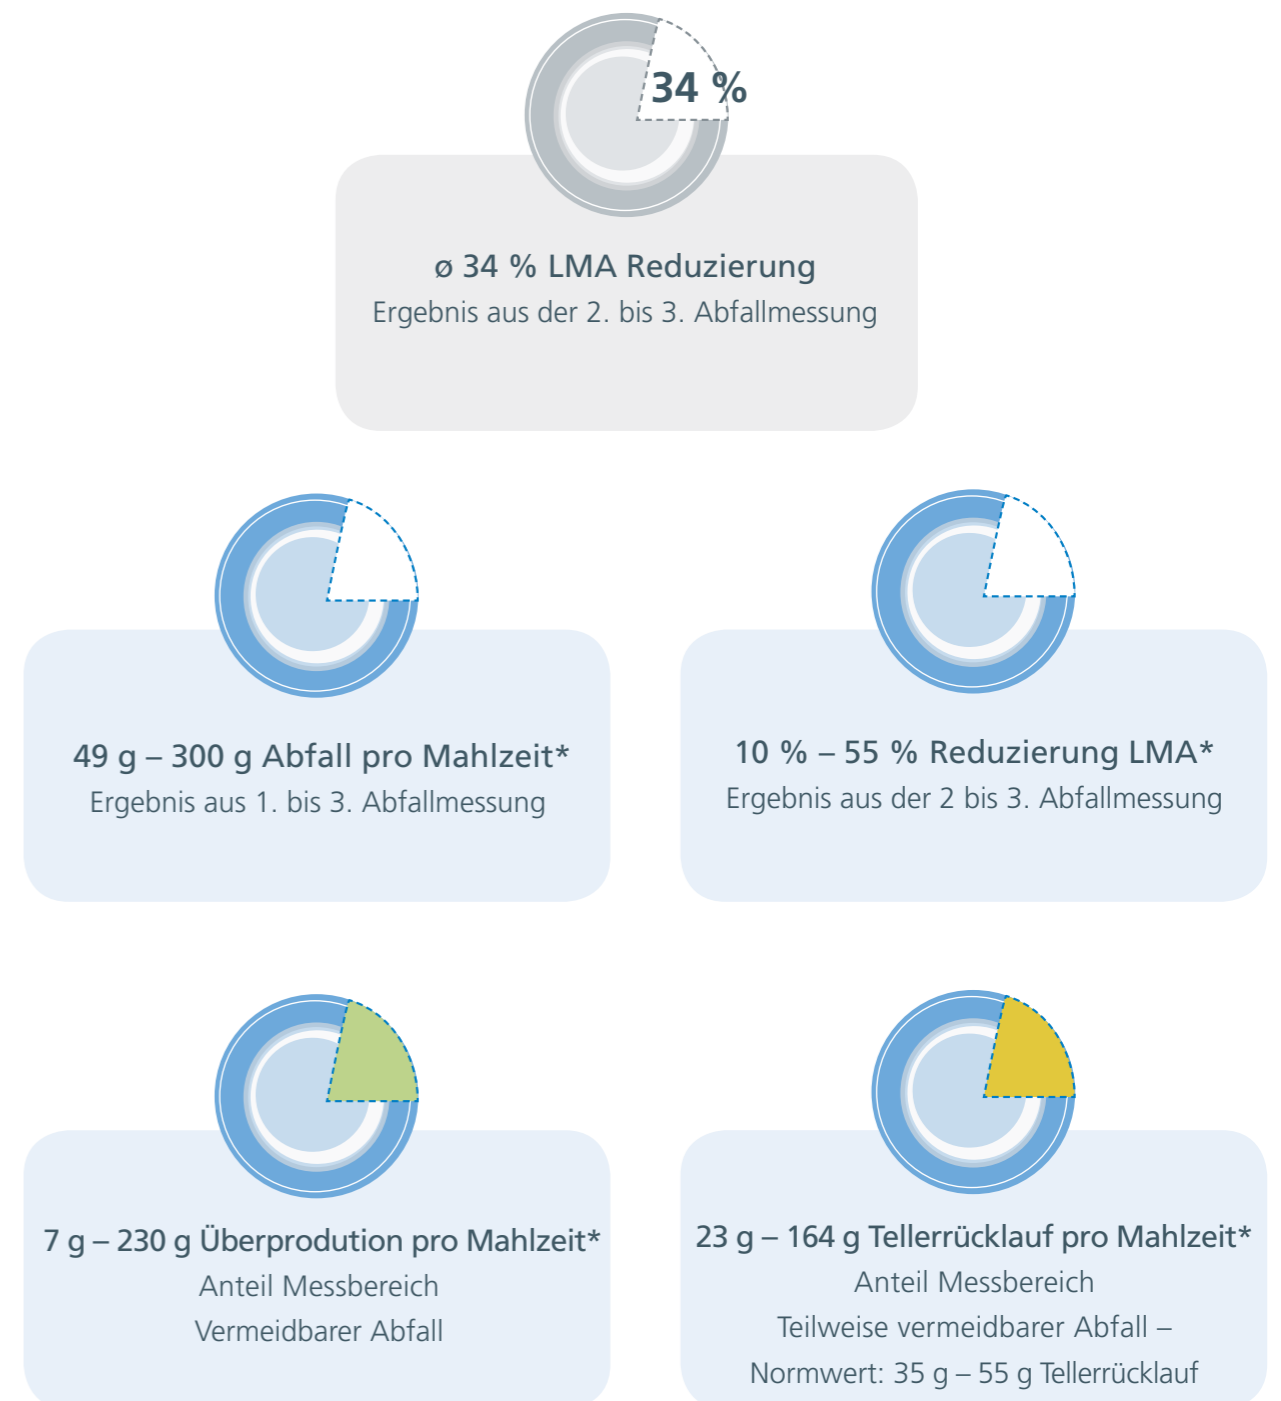 34 %
ø 34 % LMA Reduzierung
Ergebnis aus der 2. bis 3. Abfallmessung
49 g – 300 g Abfall pro Mahlzeit*
Ergebnis aus 1. bis 3. Abfallmessung
10 % – 55 % Reduzierung LMA*
Ergebnis aus der 2 bis 3. Abfallmessung
7 g – 230 g Überprodution pro Mahlzeit*
Anteil Messbereich
Vermeidbarer Abfall
23 g – 164 g Tellerrücklauf pro Mahlzeit*
Anteil Messbereich
Teilweise vermeidbarer Abfall –
Normwert: 35 g – 55 g Tellerrücklauf